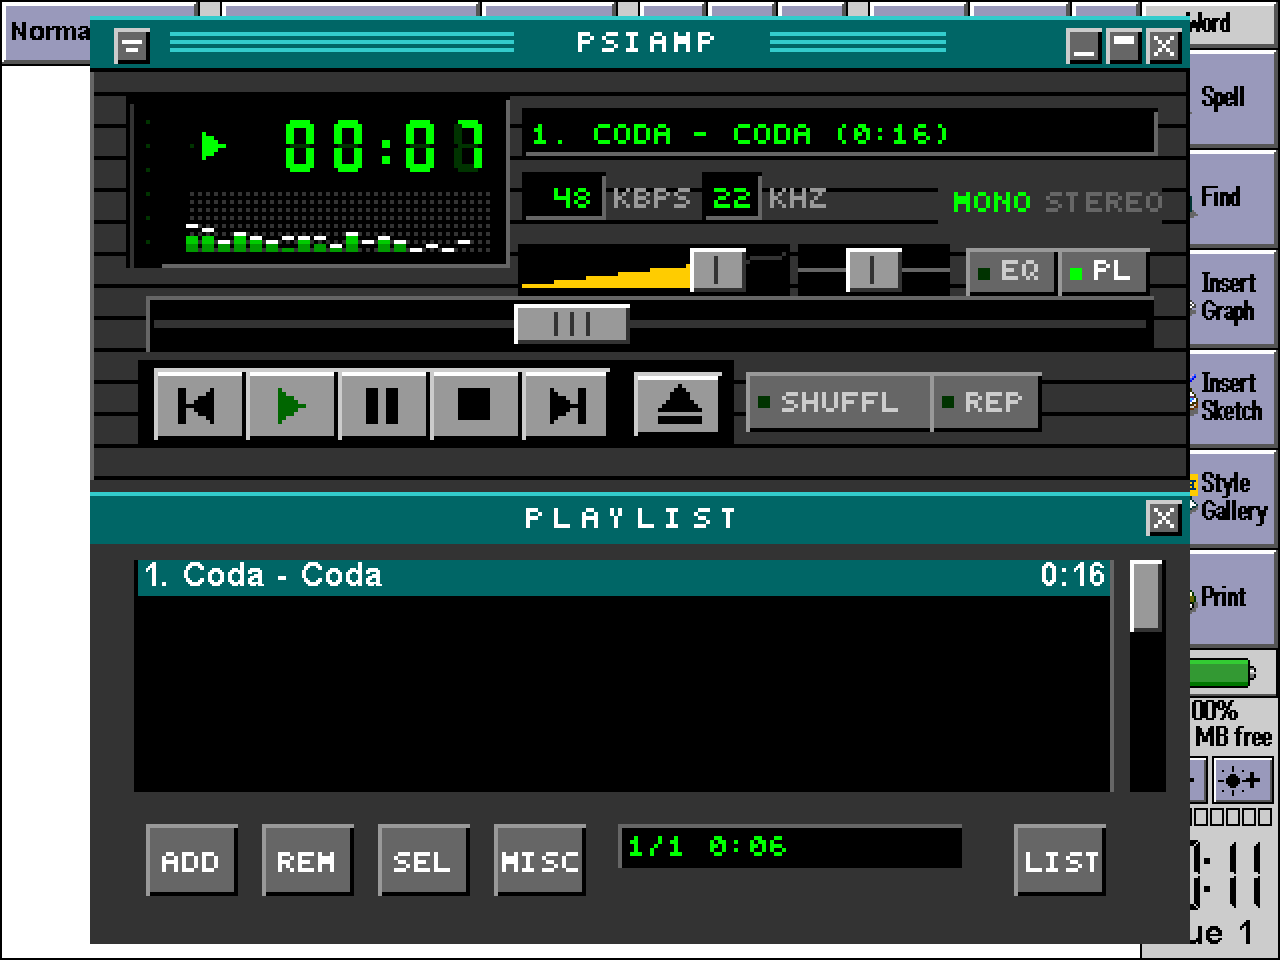 Norma
PSIAMP
Word
00:07
1. CODA - CODA (0:16)
48 KBPS 22 KHZ
MONO STEREO
EQ PL
SHUFFL REP
PLAYLIST
1. Coda - Coda 0:16
ADD REM SEL MISC
1/1 0:06
LIST
Spell
Find
Insert
Graph
Insert
Sketch
Style
Gallery
Print
00%
MB free
:11
ue 1